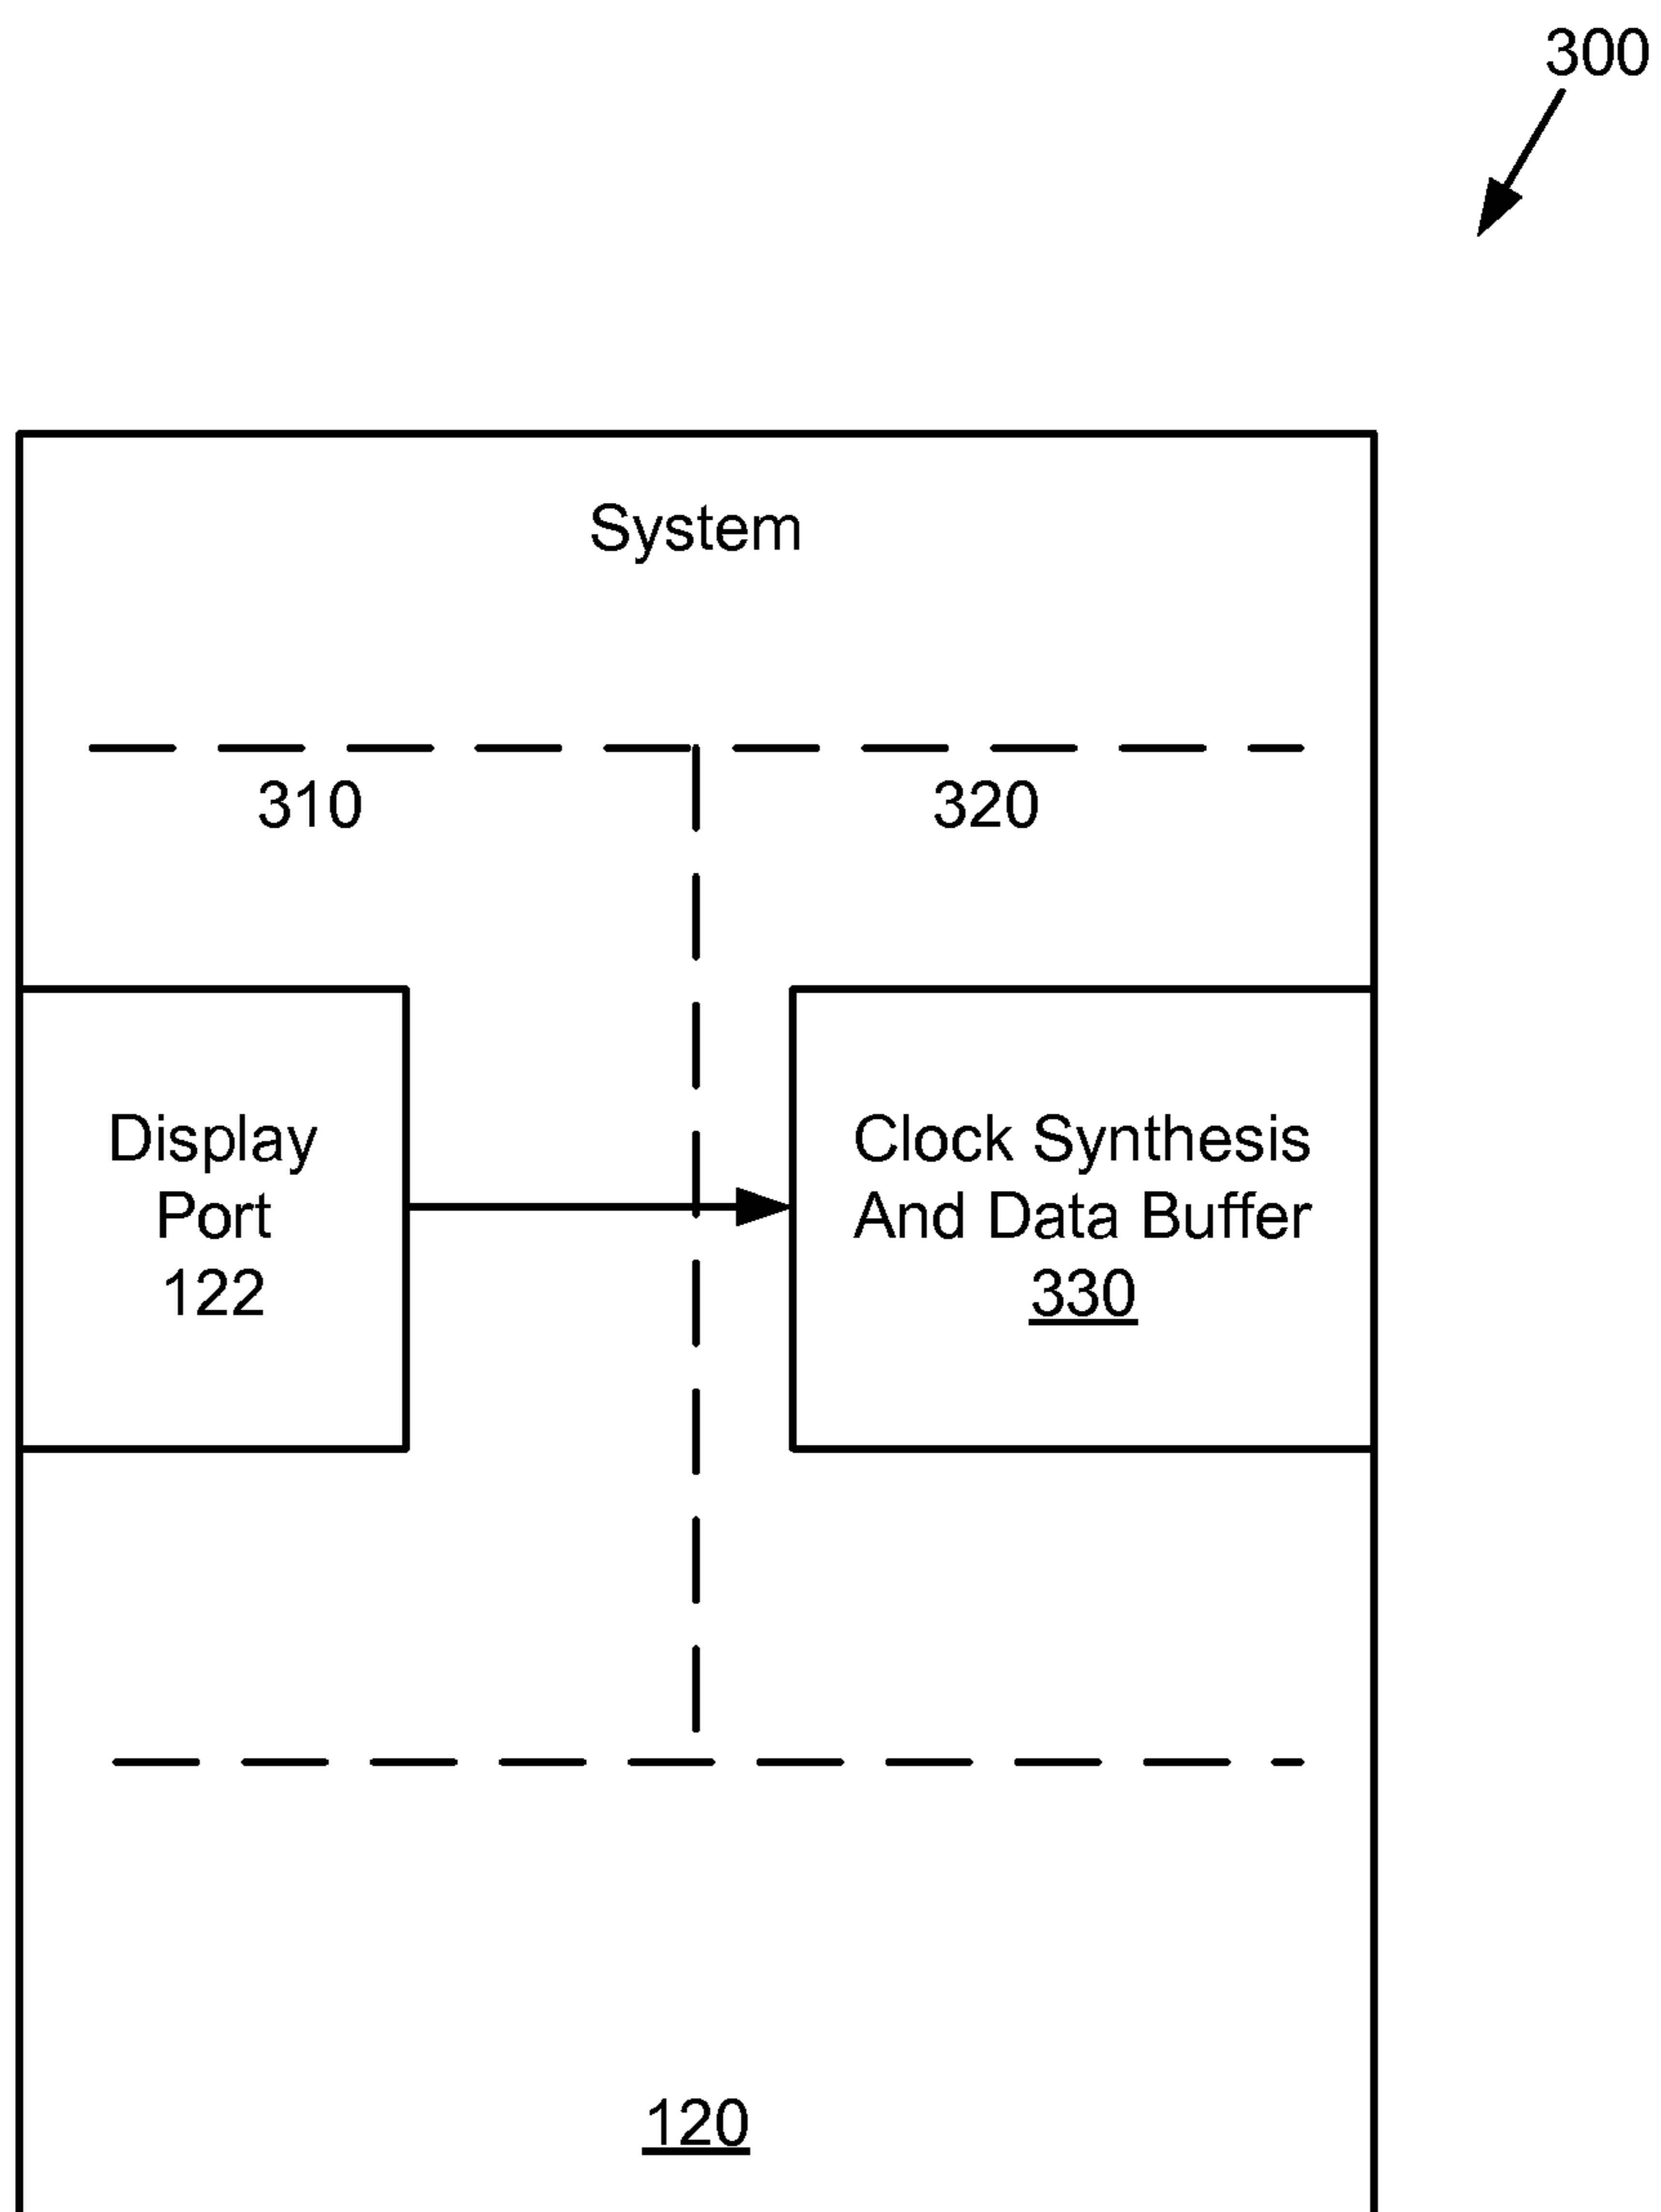 300
System
310
320
Display
Port
122
Clock Synthesis
And Data Buffer
330
120